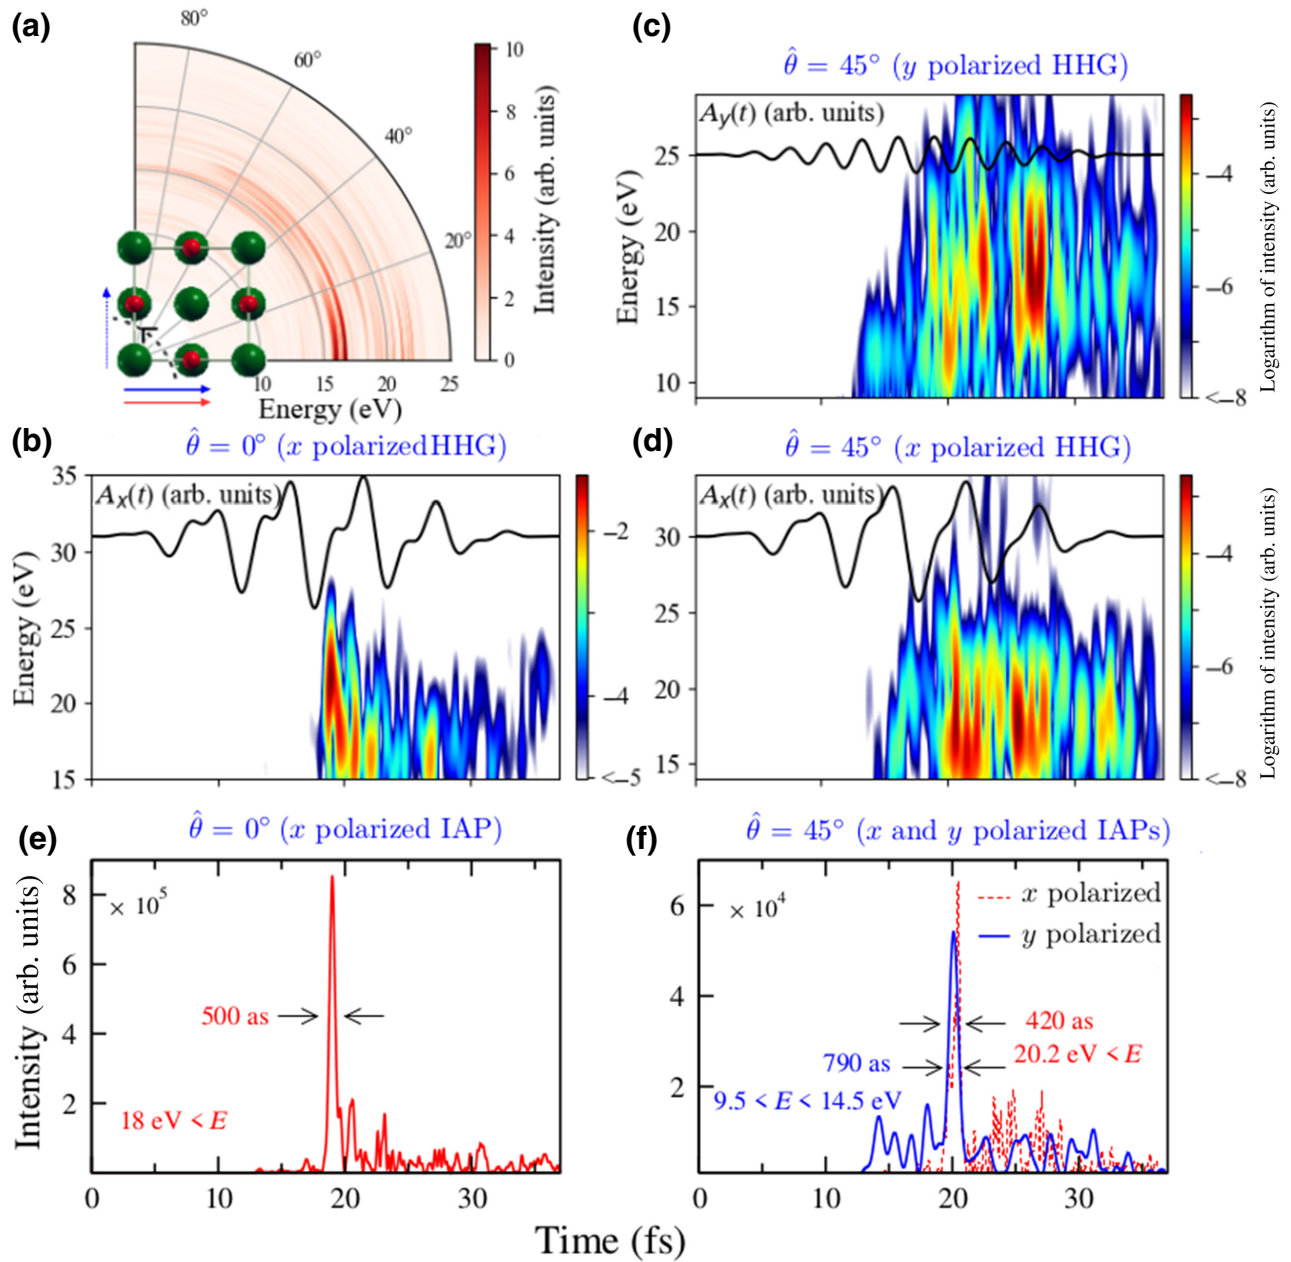 (a)
80°
60°
40°
20°
10
8
6
4
2
0
Intensity (arb. units)
Γ
10 15 20 25
Energy (eV)
(c)
θ̂ = 45° (y polarized HHG)
Ay(t) (arb. units)
25
20
15
10
Energy (eV)
−4
−6
<−8
Logarithm of intensity (arb. units)
(b)
θ̂ = 0° (x polarized HHG)
Ax(t) (arb. units)
35
30
25
20
15
Energy (eV)
−2
−4
<−5
(d)
θ̂ = 45° (x polarized HHG)
Ax(t) (arb. units)
30
25
20
15
−4
−6
<−8
Logarithm of intensity (arb. units)
(e)
θ̂ = 0° (x polarized IAP)
× 10⁵
8
6
4
2
Intensity (arb. units)
500 as
18 eV < E
0 10 20 30
(f)
θ̂ = 45° (x and y polarized IAPs)
× 10⁴
6
4
2
x polarized
y polarized
420 as
20.2 eV < E
790 as
9.5 < E < 14.5 eV
0 10 20 30
Time (fs)